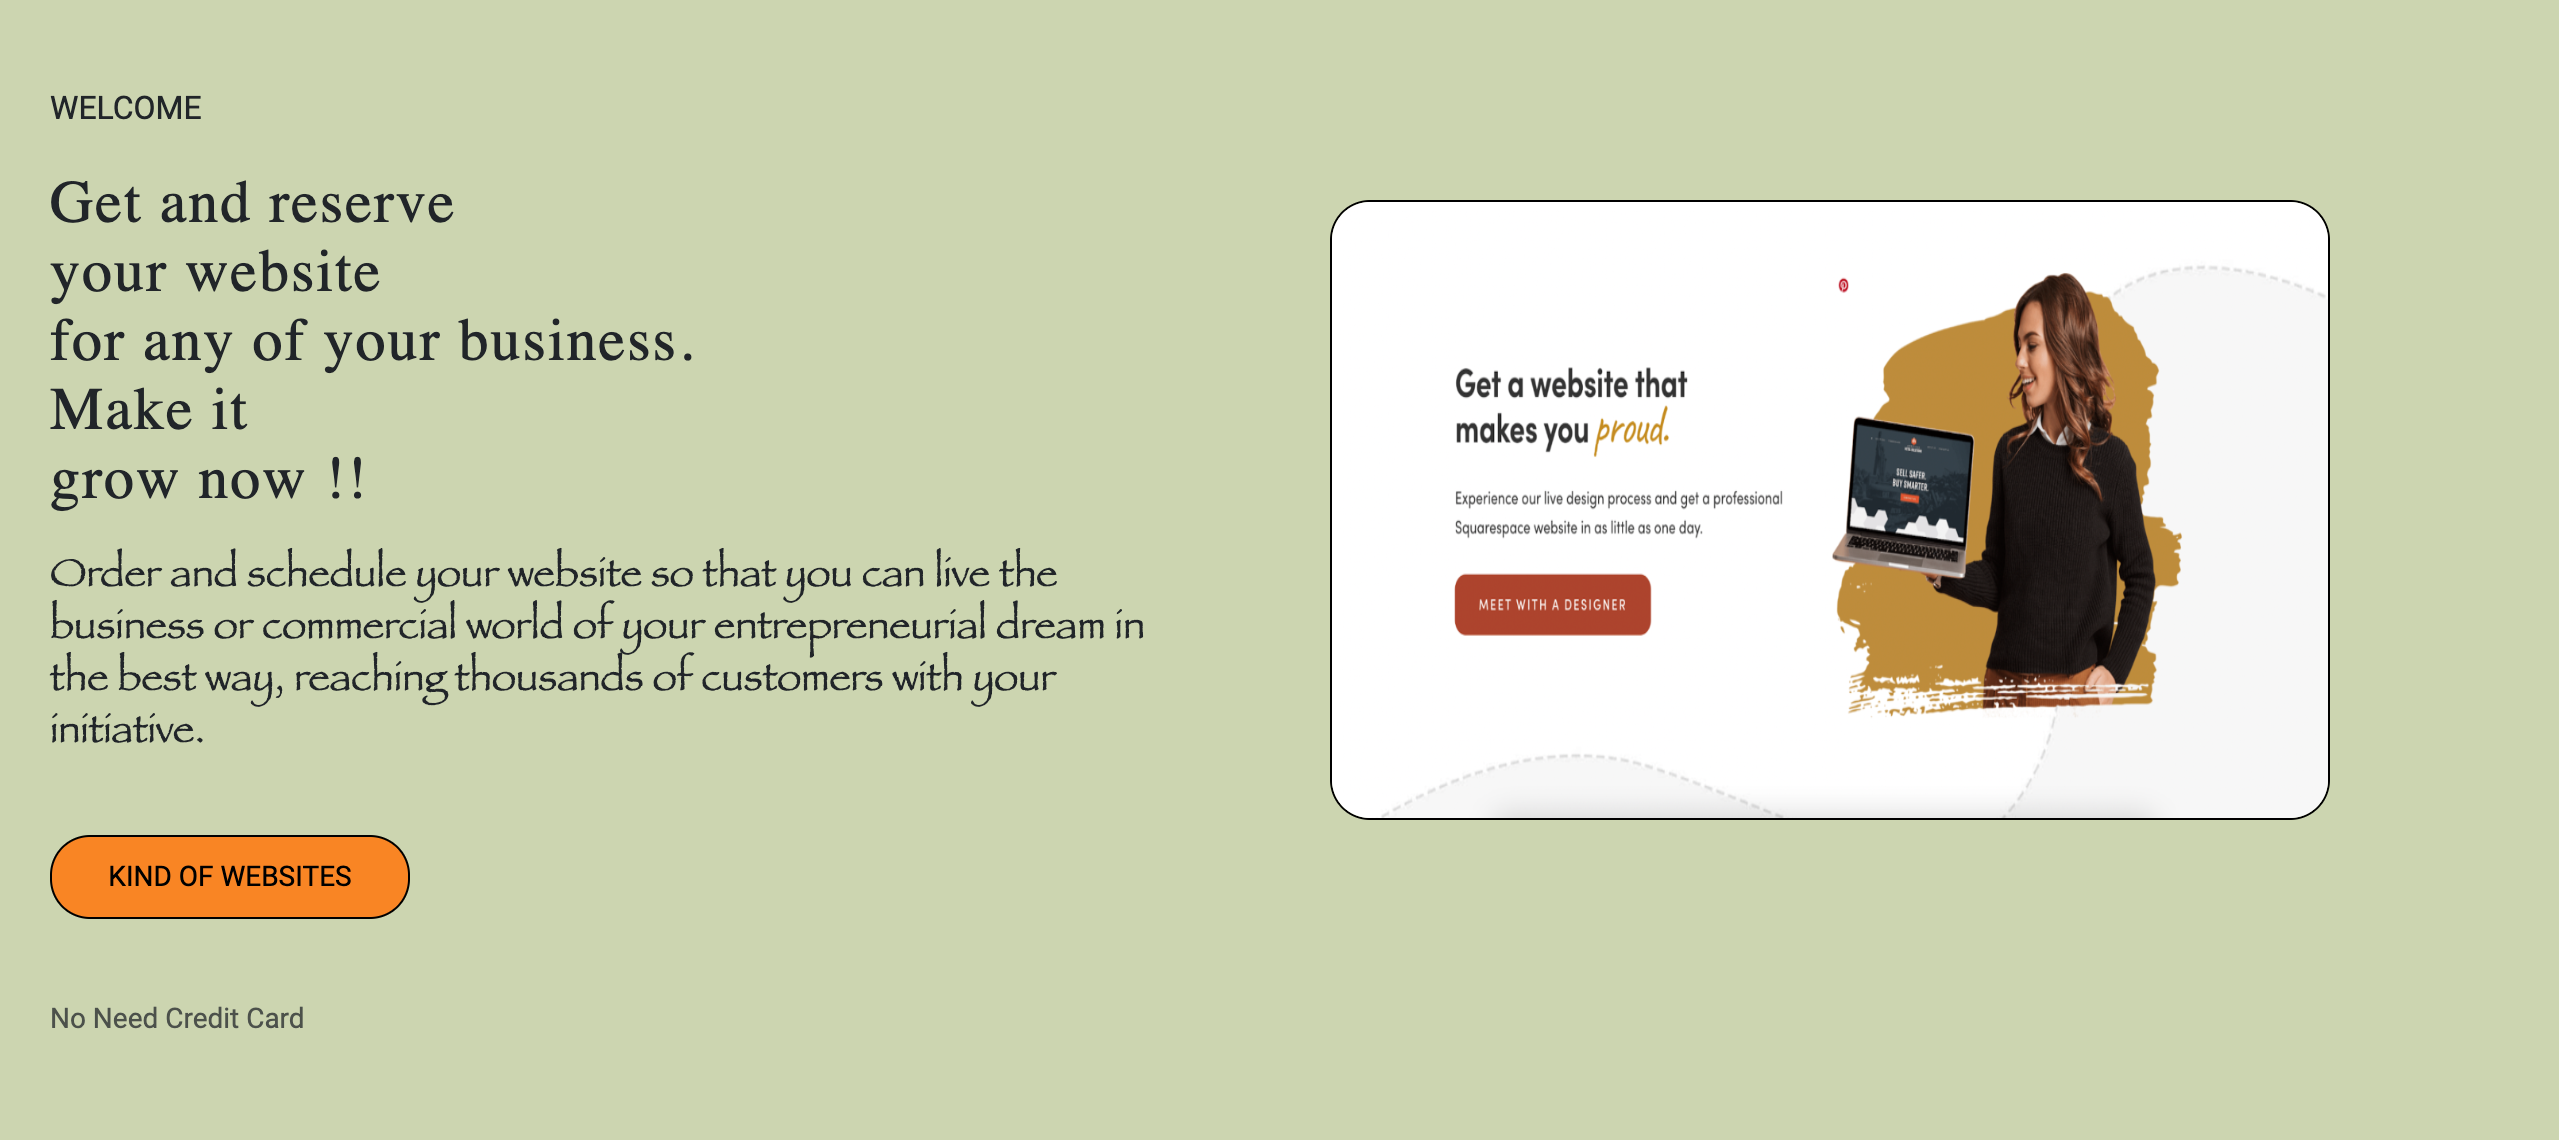 WELCOME
Get and reserve
your website
for any of your business.
Make it
grow now !!
Order and schedule your website so that you can live the
business or commercial world of your entrepreneurial dream in
the best way, reaching thousands of customers with your
initiative.
KIND OF WEBSITES
No Need Credit Card
Get a website that
makes you proud.
Experience our live design process and get a professional
Squarespace website in as little as one day.
MEET WITH A DESIGNER
SELL SAFER.
BUY SMARTER.